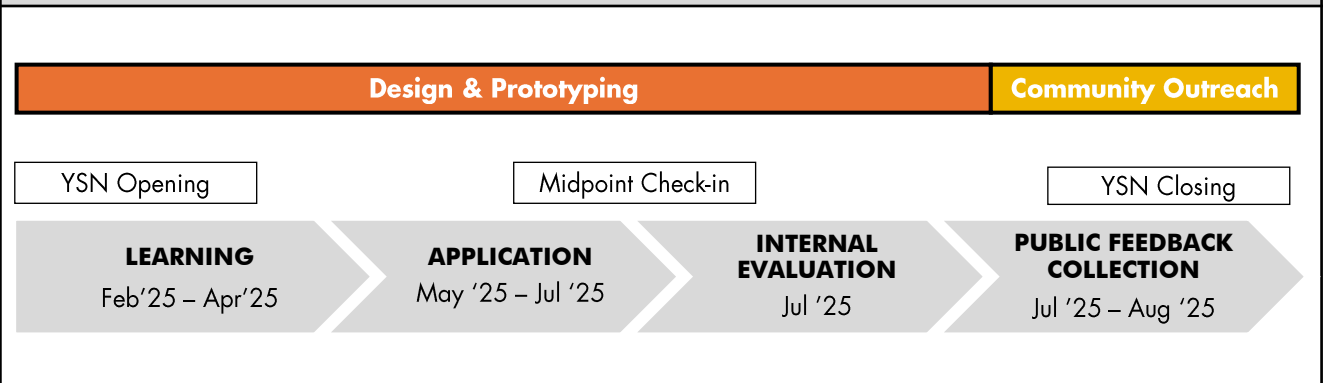 Design & Prototyping
Community Outreach
YSN Opening
Midpoint Check-in
YSN Closing
LEARNING
Feb’25 – Apr’25
APPLICATION
May ‘25 – Jul ‘25
INTERNAL
EVALUATION
Jul ’25
PUBLIC FEEDBACK
COLLECTION
Jul ’25 – Aug ‘25